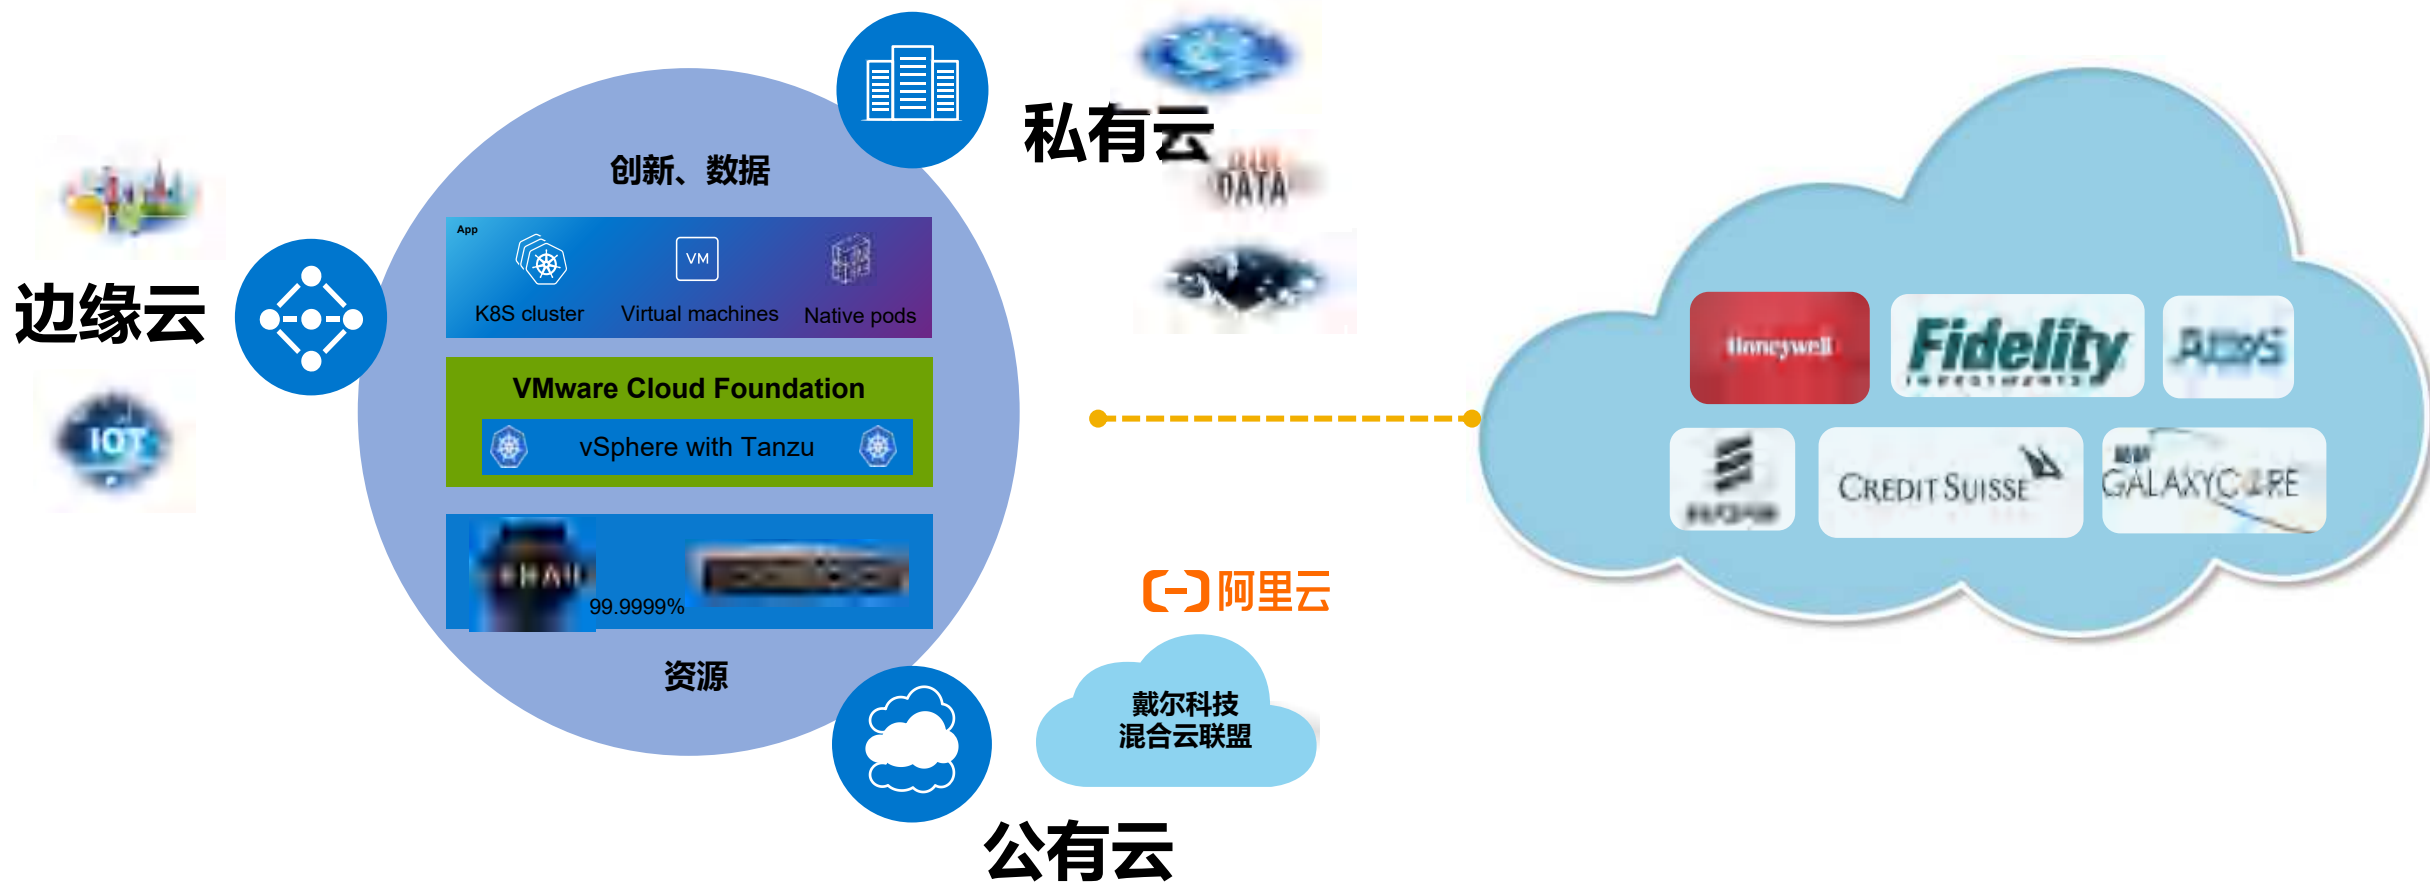 私有云
创新、数据
DATA
App
K8S cluster
Virtual machines
Native pods
边缘云
VMware Cloud Foundation
vSphere with Tanzu
IOT
Honeywell
Fidelity
INVESTMENTS
CREDIT SUISSE
GALAXYCORE
99.9999%
阿里云
资源
戴尔科技
混合云联盟
公有云